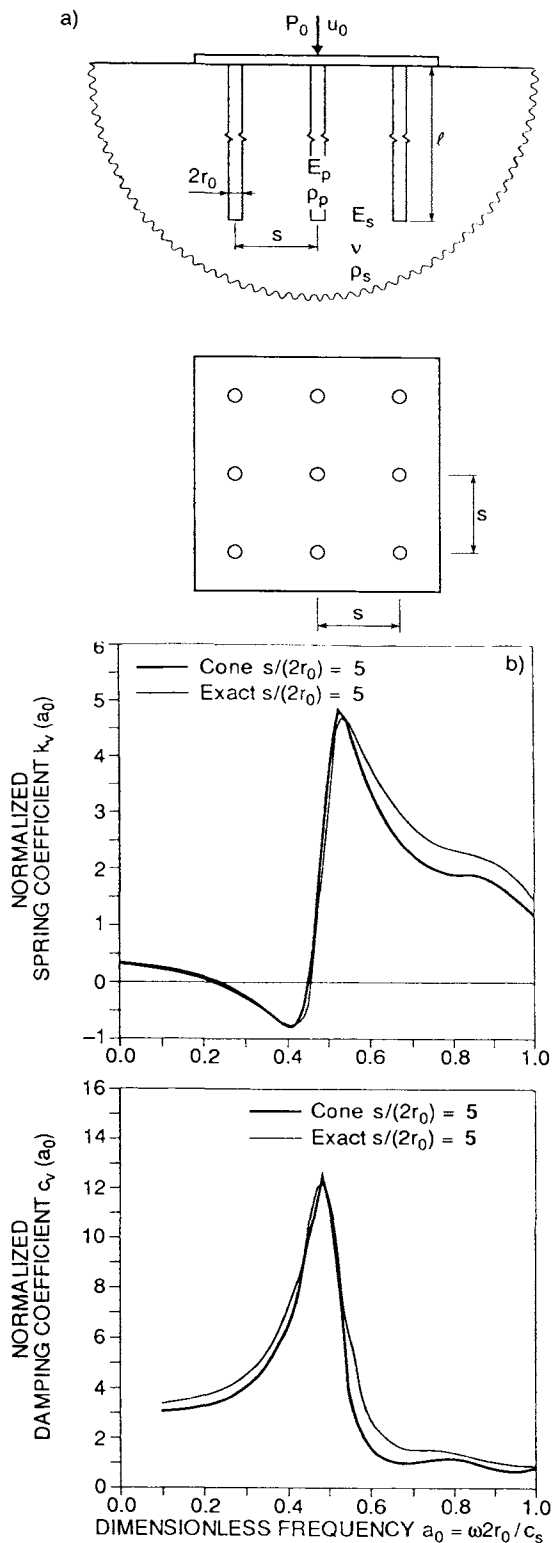 a)
P₀ u₀
ℓ
2r₀
E_p
ρ_p
E_s
s
ν
ρ_s
s
s
b)
Cone s/(2r₀) = 5
Exact s/(2r₀) = 5
NORMALIZED
SPRING COEFFICIENT k_v (a₀)
6
5
4
3
2
1
0
−1
0.0 0.2 0.4 0.6 0.8 1.0
Cone s/(2r₀) = 5
Exact s/(2r₀) = 5
NORMALIZED
DAMPING COEFFICIENT c_v (a₀)
16
14
12
10
8
6
4
2
0
0.0 0.2 0.4 0.6 0.8 1.0
DIMENSIONLESS FREQUENCY a₀ = ω2r₀/c_s